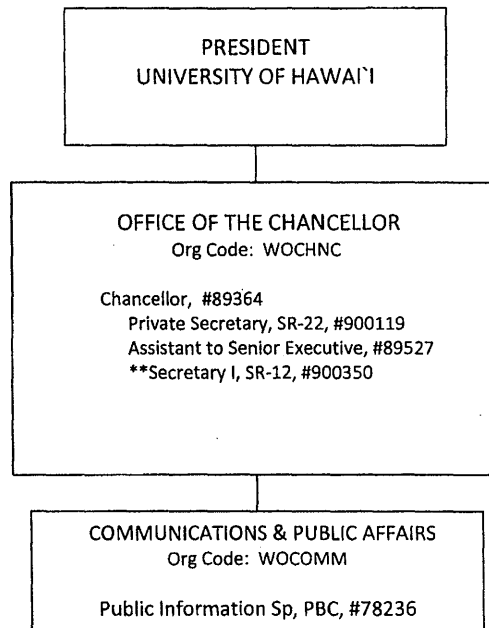 PRESIDENT
UNIVERSITY OF HAWAI`I
OFFICE OF THE CHANCELLOR
Org Code: WOCHNC
Chancellor, #89364
Private Secretary, SR-22, #900119
Assistant to Senior Executive, #89527
**Secretary I, SR-12, #900350
COMMUNICATIONS & PUBLIC AFFAIRS
Org Code: WOCOMM
Public Information Sp, PBC, #78236